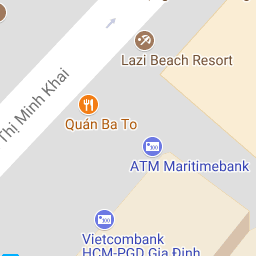 Lazi Beach Resort
Thị Minh Khai
Quán Ba To
ATM Maritimebank
Vietcombank
HCM-PGD Gia Định